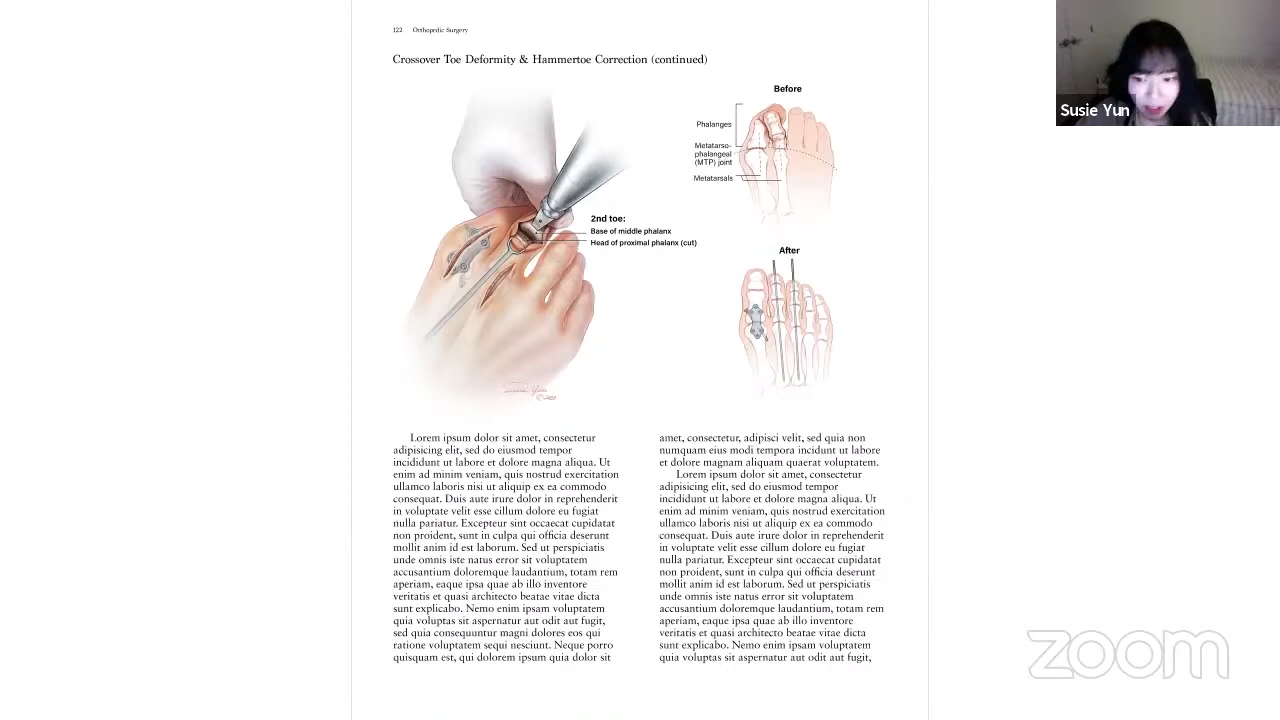 122 Orthopedic Surgery
Crossover Toe Deformity & Hammertoe Correction (continued)
2nd toe:
Base of middle phalanx
Head of proximal phalanx (cut)
Before
Phalanges
Metatarso-
phalangeal
(MTP) joint
Metatarsals
After
Susie Yun
©2022
Lorem ipsum dolor sit amet, consectetur
adipisicing elit, sed do eiusmod tempor
incididunt ut labore et dolore magna aliqua. Ut
enim ad minim veniam, quis nostrud exercitation
ullamco laboris nisi ut aliquip ex ea commodo
consequat. Duis aute irure dolor in reprehenderit
in voluptate velit esse cillum dolore eu fugiat
nulla pariatur. Excepteur sint occaecat cupidatat
non proident, sunt in culpa qui officia deserunt
mollit anim id est laborum. Sed ut perspiciatis
unde omnis iste natus error sit voluptatem
accusantium doloremque laudantium, totam rem
aperiam, eaque ipsa quae ab illo inventore
veritatis et quasi architecto beatae vitae dicta
sunt explicabo. Nemo enim ipsam voluptatem
quia voluptas sit aspernatur aut odit aut fugit,
sed quia consequuntur magni dolores eos qui
ratione voluptatem sequi nesciunt. Neque porro
quisquam est, qui dolorem ipsum quia dolor sit
amet, consectetur, adipisci velit, sed quia non
numquam eius modi tempora incidunt ut labore
et dolore magnam aliquam quaerat voluptatem.
Lorem ipsum dolor sit amet, consectetur
adipisicing elit, sed do eiusmod tempor
incididunt ut labore et dolore magna aliqua. Ut
enim ad minim veniam, quis nostrud exercitation
ullamco laboris nisi ut aliquip ex ea commodo
consequat. Duis aute irure dolor in reprehenderit
in voluptate velit esse cillum dolore eu fugiat
nulla pariatur. Excepteur sint occaecat cupidatat
non proident, sunt in culpa qui officia deserunt
mollit anim id est laborum. Sed ut perspiciatis
unde omnis iste natus error sit voluptatem
accusantium doloremque laudantium, totam rem
aperiam, eaque ipsa quae ab illo inventore
veritatis et quasi architecto beatae vitae dicta
sunt explicabo. Nemo enim ipsam voluptatem
quia voluptas sit aspernatur aut odit aut fugit,
Susie Yun
zoom